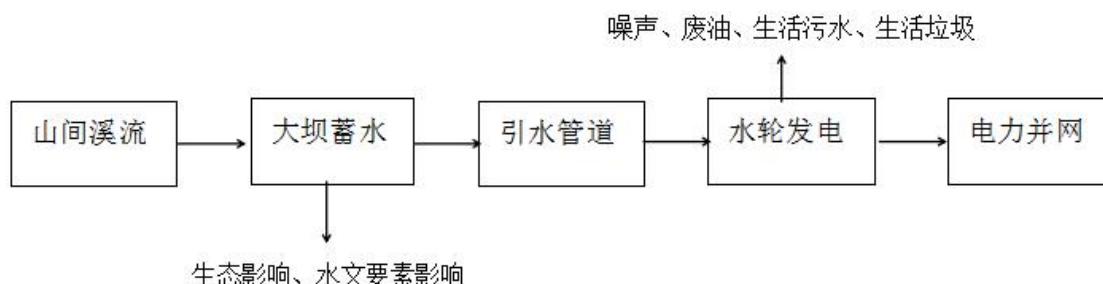 噪声、废油、生活污水、生活垃圾
山间溪流
大坝蓄水
引水管道
水轮发电
电力并网
生态影响、水文要素影响